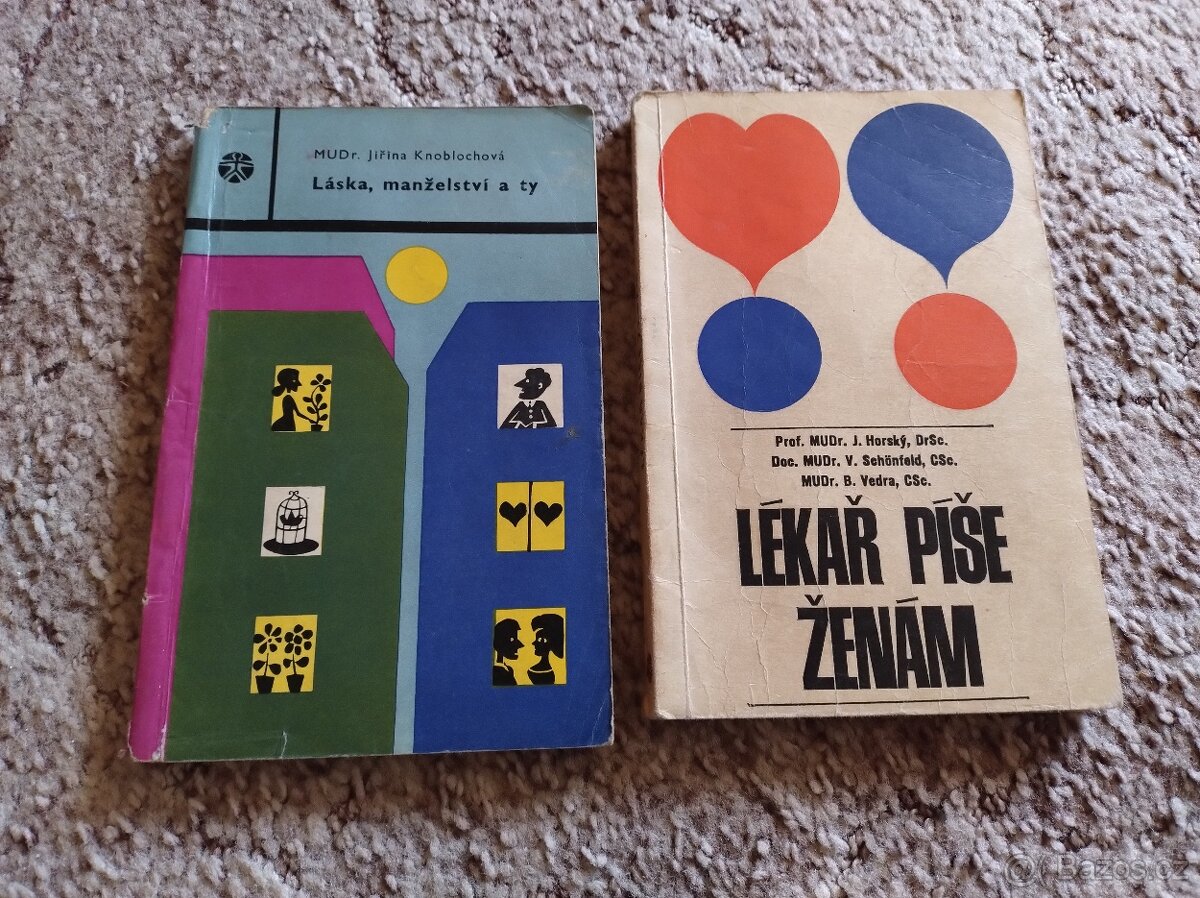 MUDr. Jiřina Knoblochová
Láska, manželství a ty
Prof. MUDr. J. Horský, DrSc.
Doc. MUDr. V. Schönfeld, CSc.
MUDr. B. Vedra, CSc.
LÉKAŘ PÍŠE
ŽENÁM
Bazos.cz